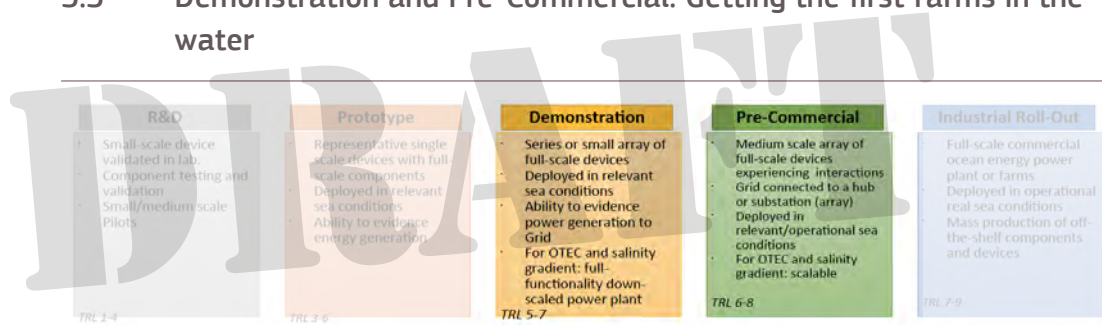 5.5 Demonstration and Pre-Commercial: Getting the first farms in the
water
DRAFT
R&D
Small-scale device
validated in lab.
Component testing and
validation
Small/medium scale
Pilots
TRL 1-4
Prototype
Representative single
scale devices with full-
scale components
Deployed in relevant
sea conditions
Ability to evidence
energy generation
TRL 3-6
Demonstration
· Series or small array of
full-scale devices
· Deployed in relevant
sea conditions
· Ability to evidence
power generation to
Grid
· For OTEC and salinity
gradient: full-
functionality down-
scaled power plant
TRL 5-7
Pre-Commercial
· Medium scale array of
full-scale devices
experiencing interactions
· Grid connected to a hub
or substation (array)
· Deployed in
relevant/operational sea
conditions
· For OTEC and salinity
gradient: scalable
TRL 6-8
Industrial Roll-Out
· Full-scale commercial
ocean energy power
plant or farms
· Deployed in operational
real sea conditions
· Mass production of off-
the-shelf components
and devices
TRL 7-9